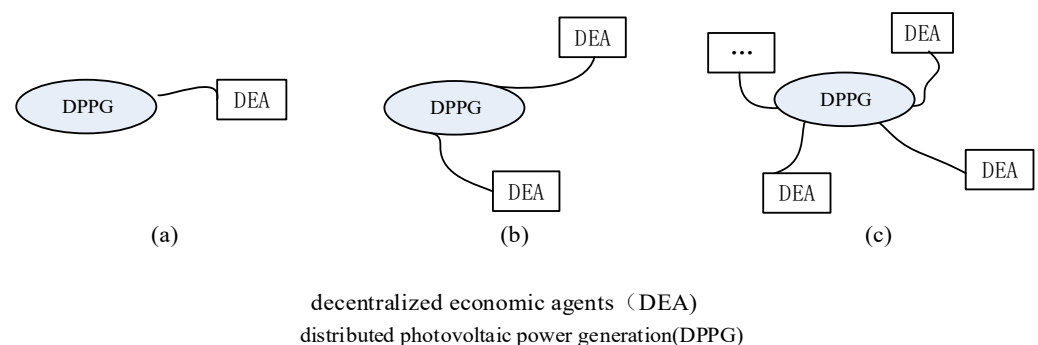 DPPG
DEA
(a)
DEA
DPPG
DEA
(b)
...
DEA
DPPG
DEA
DEA
(c)
decentralized economic agents（DEA)
distributed photovoltaic power generation(DPPG)